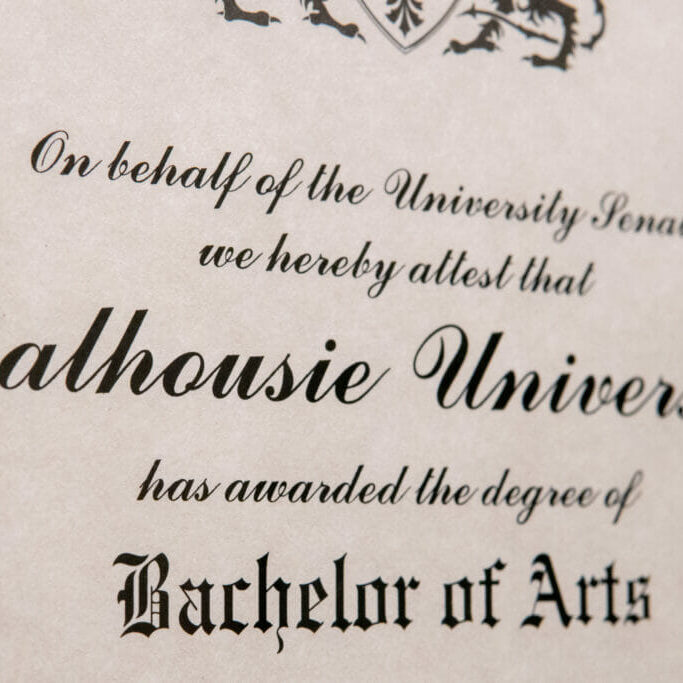 On behalf of the University Sena
we hereby attest that
alhousie Univers
has awarded the degree of
Bachelor of Arts